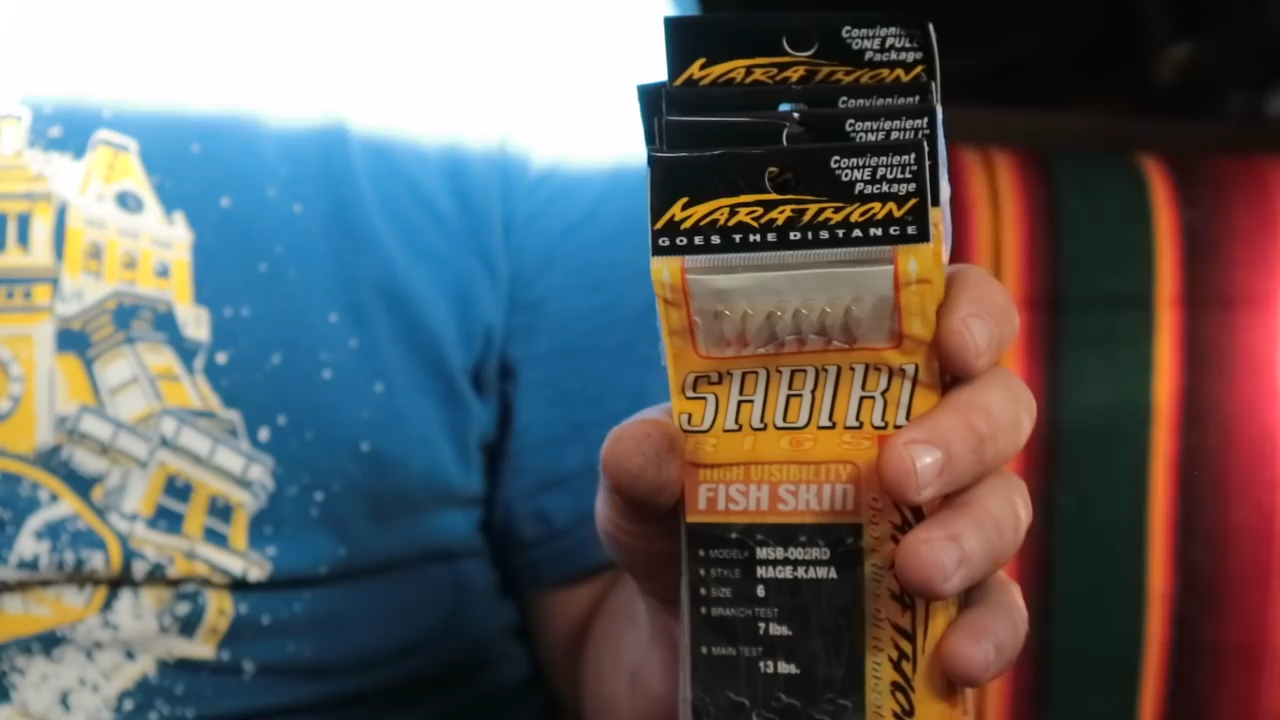 Convienient
"ONE PULL"
Package
MARATHON
Convienient
Convienient
"ONE PULL"
Convienient
"ONE PULL"
Package
MARATHON
GOES THE DISTANCE
SABIKI
RIGS
HIGH VISIBILITY
FISH SKIN
MODEL# MSB-002RD
STYLE HAGE-KAWA
SIZE 6
BRANCH TEST
7 lbs.
MAIN TEST
13 lbs.
MARATHON